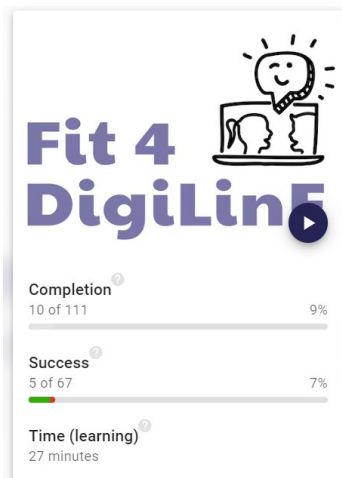 Fit 4
DigiLinE
Completion ?
10 of 111 9%
Success ?
5 of 67 7%
Time (learning) ?
27 minutes